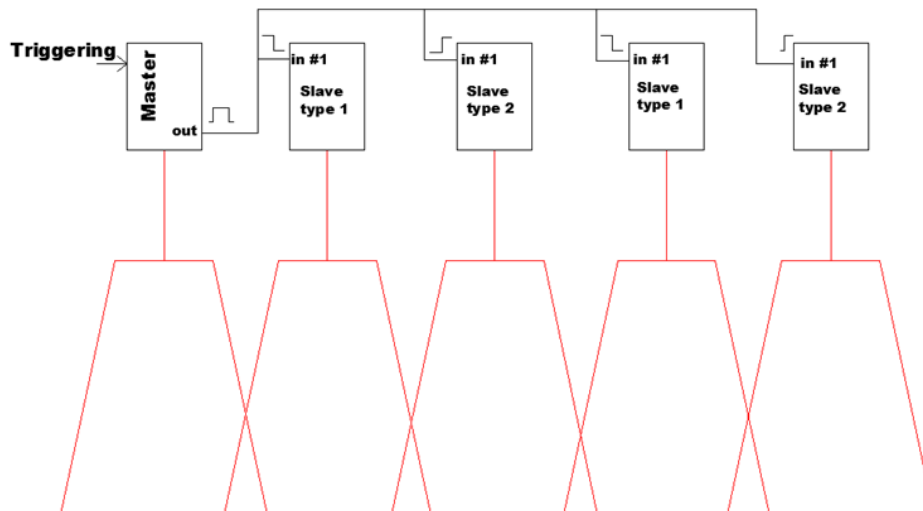 Triggering
Master
out
in #1
Slave
type 1
in #1
Slave
type 2
in #1
Slave
type 1
in #1
Slave
type 2